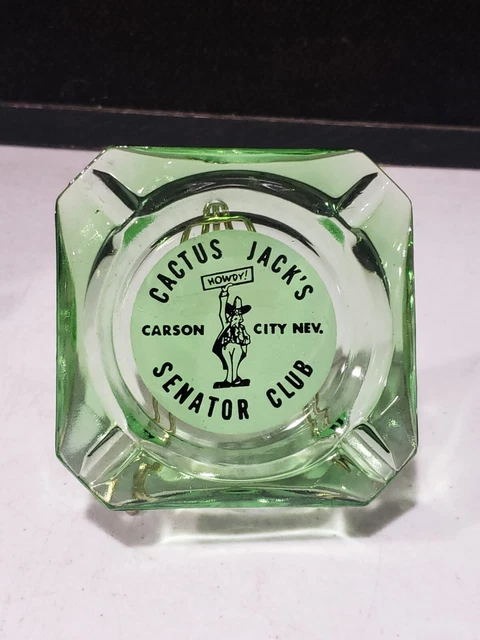 CACTUS JACK'S
HOWDY!
CARSON CITY NEV.
SENATOR CLUB